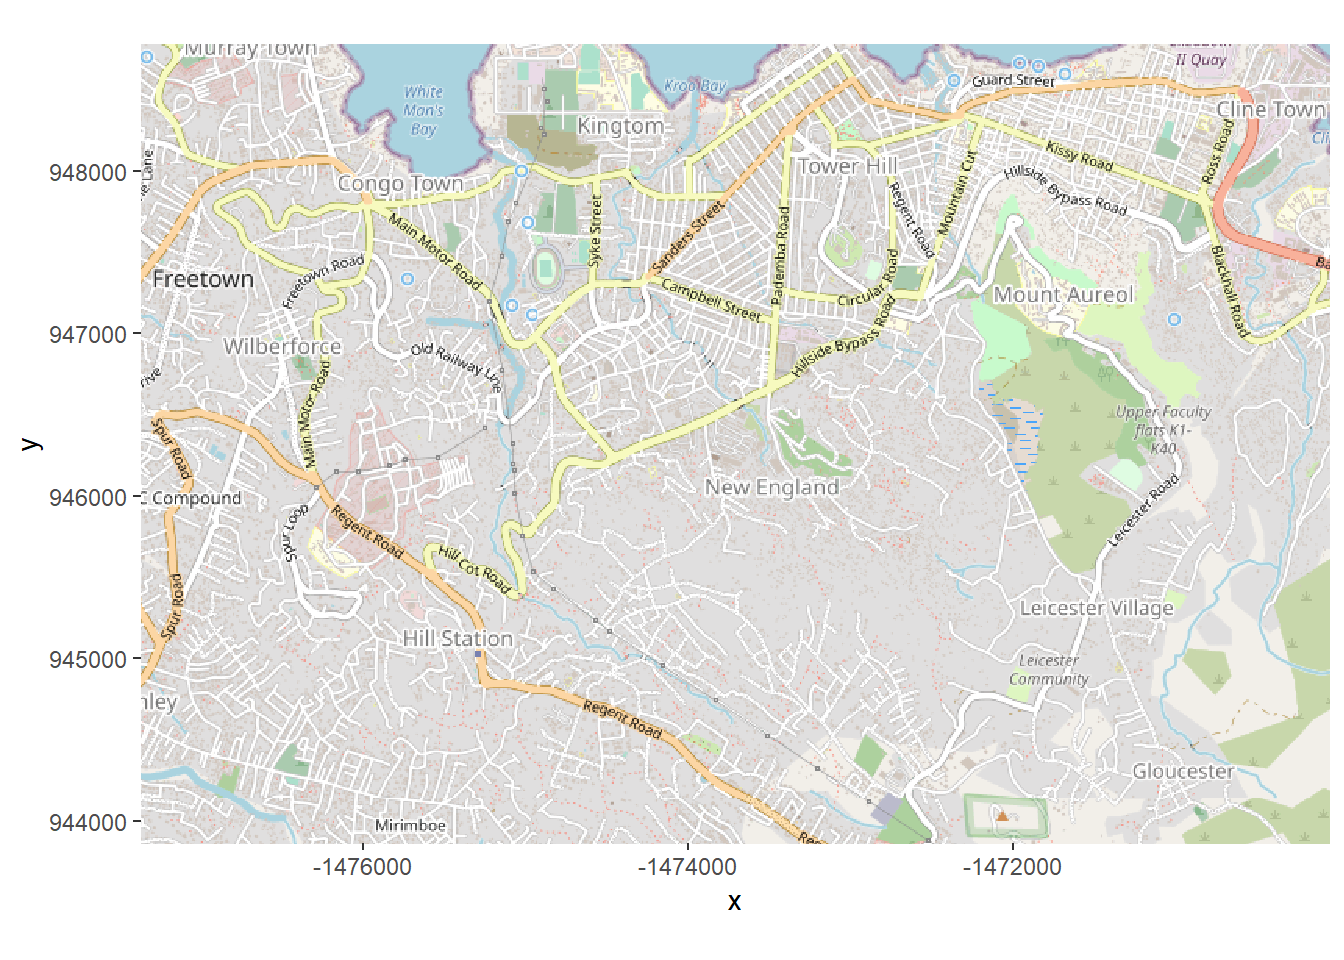 Murray Town
II Quay
White
Man's
Bay
Kroo Bay
Guard Street
Cline Town
Kingtom
Tower Hill
Kissy Road
Ross Road
948000
Congo Town
Hillside Bypass Road
Mountain Cut
Regent Road
Main Motor Road
Syke Street
Sanders Street
Pademba Road
Freetown
Freetown Road
Campbell Street
Circular Road
Mount Aureol
Blackhall Road
947000
Wilberforce
Old Railway Line
Hillside Bypass Road
Main Motor Road
Upper Faculty
flats K1-
K40
y
Spur Road
946000
C Compound
New England
Leicester Road
Spur Loop
Regent Road
Hill Cot Road
Spur Road
Leicester Village
945000
Hill Station
Leicester
Community
nley
Regent Road
Gloucester
944000
Mirimboe
-1476000
-1474000
-1472000
x